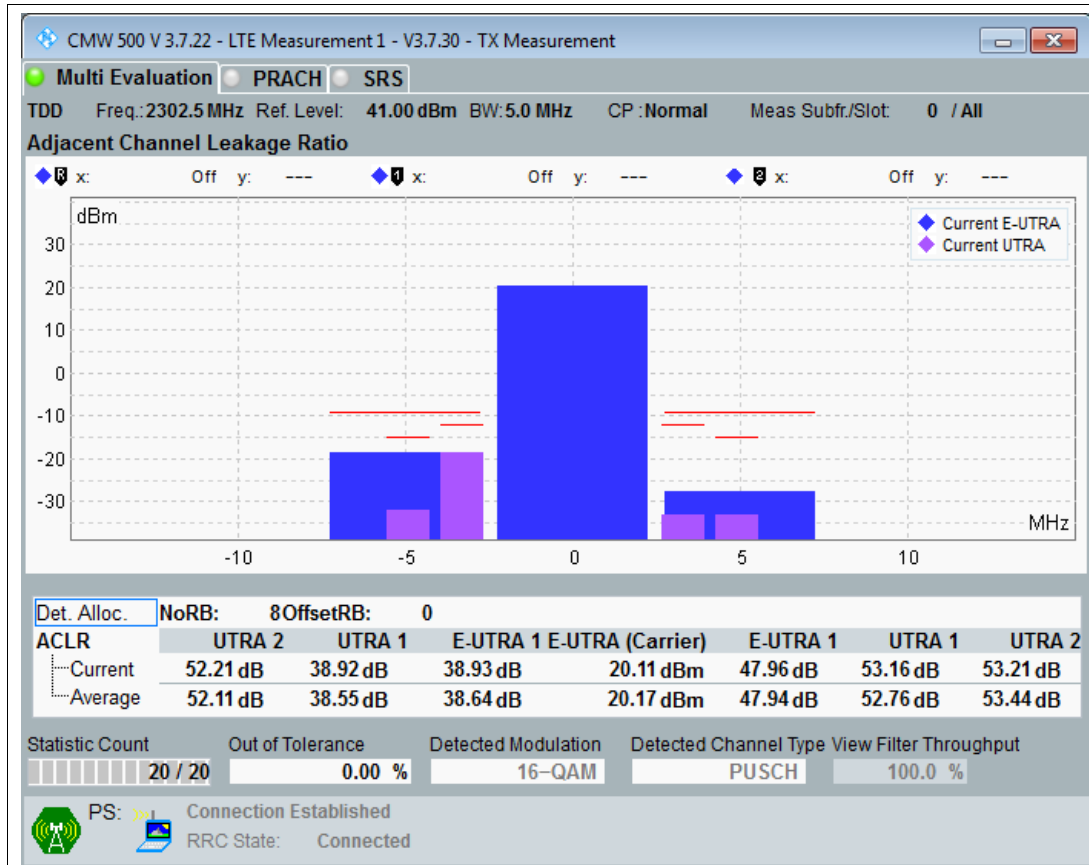 CMW 500 V 3.7.22 - LTE Measurement 1 - V3.7.30 - TX Measurement
Multi Evaluation PRACH SRS
TDD Freq.: 2302.5 MHz Ref. Level: 41.00 dBm BW: 5.0 MHz CP : Normal Meas Subfr./Slot: 0 / All
Adjacent Channel Leakage Ratio
R x: Off y: --- 1 x: Off y: --- 2 x: Off y: ---
dBm
Current E-UTRA
Current UTRA
30
20
10
0
-10
-20
-30
MHz
-10 -5 0 5 10
Det. Alloc. NoRB: 8 OffsetRB: 0
ACLR UTRA 2 UTRA 1 E-UTRA 1 E-UTRA (Carrier) E-UTRA 1 UTRA 1 UTRA 2
Current 52.21 dB 38.92 dB 38.93 dB 20.11 dBm 47.96 dB 53.16 dB 53.21 dB
Average 52.11 dB 38.55 dB 38.64 dB 20.17 dBm 47.94 dB 52.76 dB 53.44 dB
Statistic Count Out of Tolerance Detected Modulation Detected Channel Type View Filter Throughput
20 / 20 0.00 % 16-QAM PUSCH 100.0 %
PS: Connection Established
RRC State: Connected